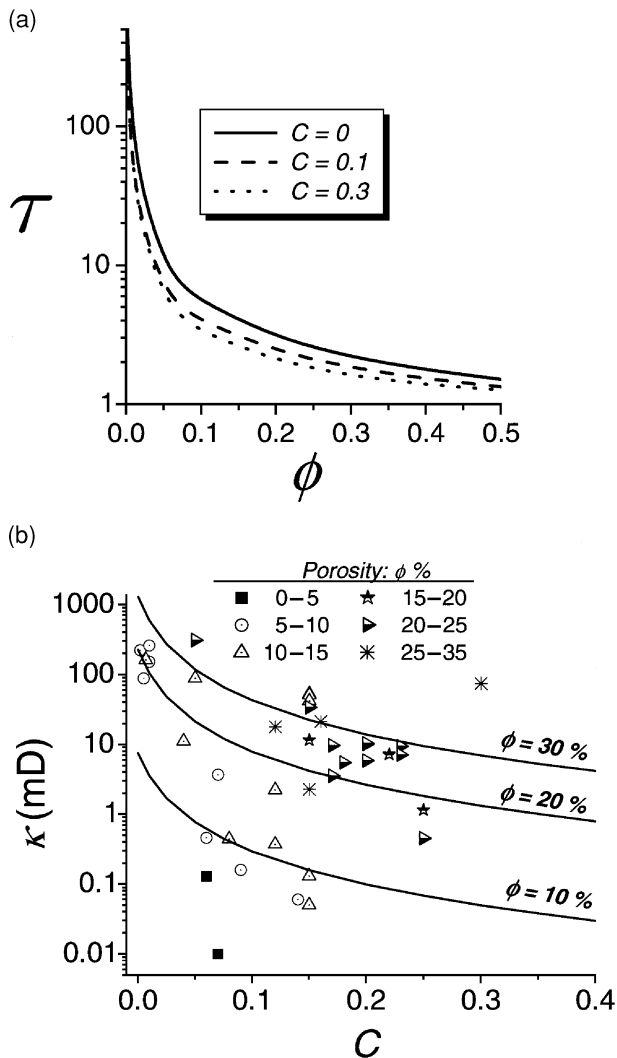 (a)
100
10
1
τ
C = 0
C = 0.1
C = 0.3
0.0 0.1 0.2 0.3 0.4 0.5
ϕ
(b)
Porosity: ϕ %
0–5 15–20
5–10 20–25
10–15 25–35
1000
100
10
1
0.1
0.01
κ (mD)
ϕ = 30 %
ϕ = 20 %
ϕ = 10 %
0.0 0.1 0.2 0.3 0.4
C